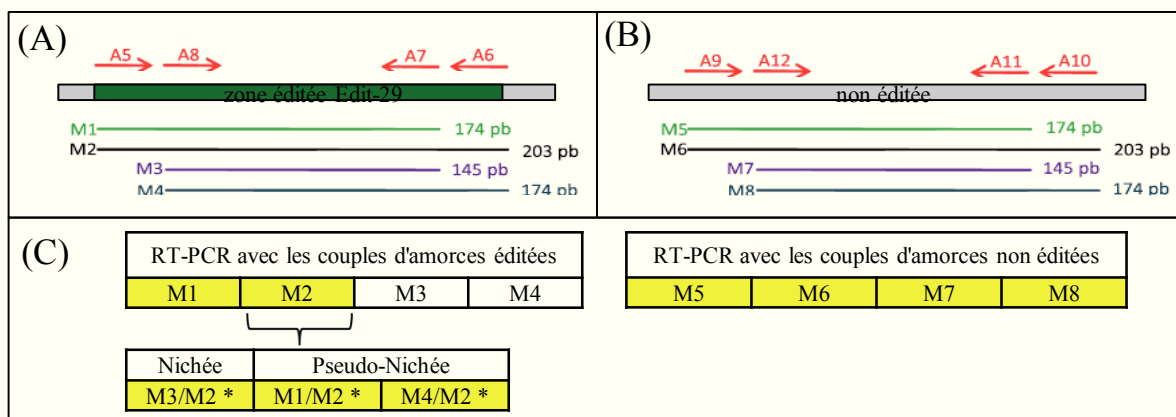 (A)
A5 A8 A7 A6
zone éditée Edit-29
M1 174 pb
M2 203 pb
M3 145 pb
M4 174 pb
(B)
A9 A12 A11 A10
non éditée
M5 174 pb
M6 203 pb
M7 145 pb
M8 174 pb
(C)
RT-PCR avec les couples d'amorces éditées
M1 M2 M3 M4
Nichée Pseudo-Nichée
M3/M2 * M1/M2 * M4/M2 *
RT-PCR avec les couples d'amorces non éditées
M5 M6 M7 M8